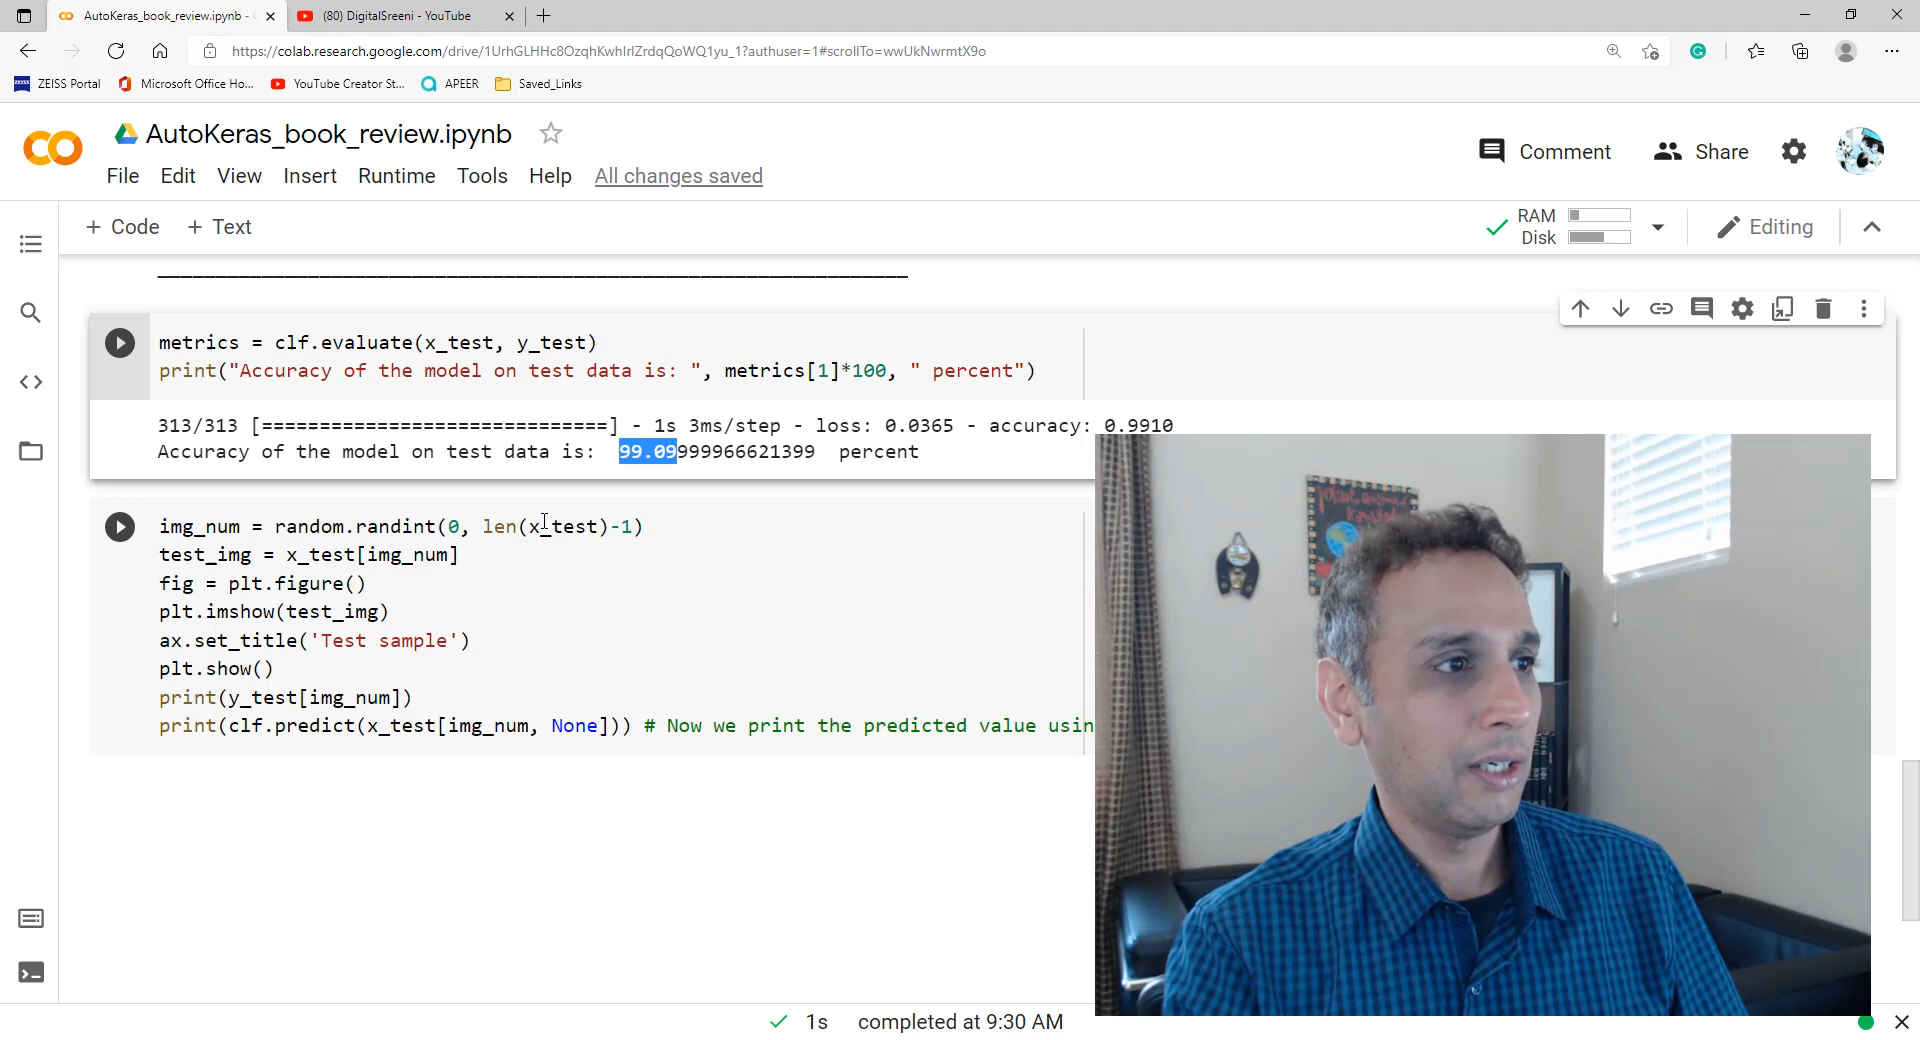 AutoKeras_book_review.ipynb -
(80) DigitalSreeni - YouTube
https://colab.research.google.com/drive/1UrhGLHHc8OzqhKwhIrlZrdqQoWQ1yu_1?authuser=1#scrollTo=wwUkNwrmtX9o
ZEISS Portal
Microsoft Office Ho...
YouTube Creator St...
APEER
Saved_Links
AutoKeras_book_review.ipynb
Comment
Share
File Edit View Insert Runtime Tools Help All changes saved
+ Code + Text
RAM
Disk
Editing
metrics = clf.evaluate(x_test, y_test)
print("Accuracy of the model on test data is: ", metrics[1]*100, " percent")
313/313 [==============================] - 1s 3ms/step - loss: 0.0365 - accuracy: 0.9910
Accuracy of the model on test data is:  99.09999966621399  percent
img_num = random.randint(0, len(x_test)-1)
test_img = x_test[img_num]
fig = plt.figure()
plt.imshow(test_img)
ax.set_title('Test sample')
plt.show()
print(y_test[img_num])
print(clf.predict(x_test[img_num, None])) # Now we print the predicted value usin
1s completed at 9:30 AM